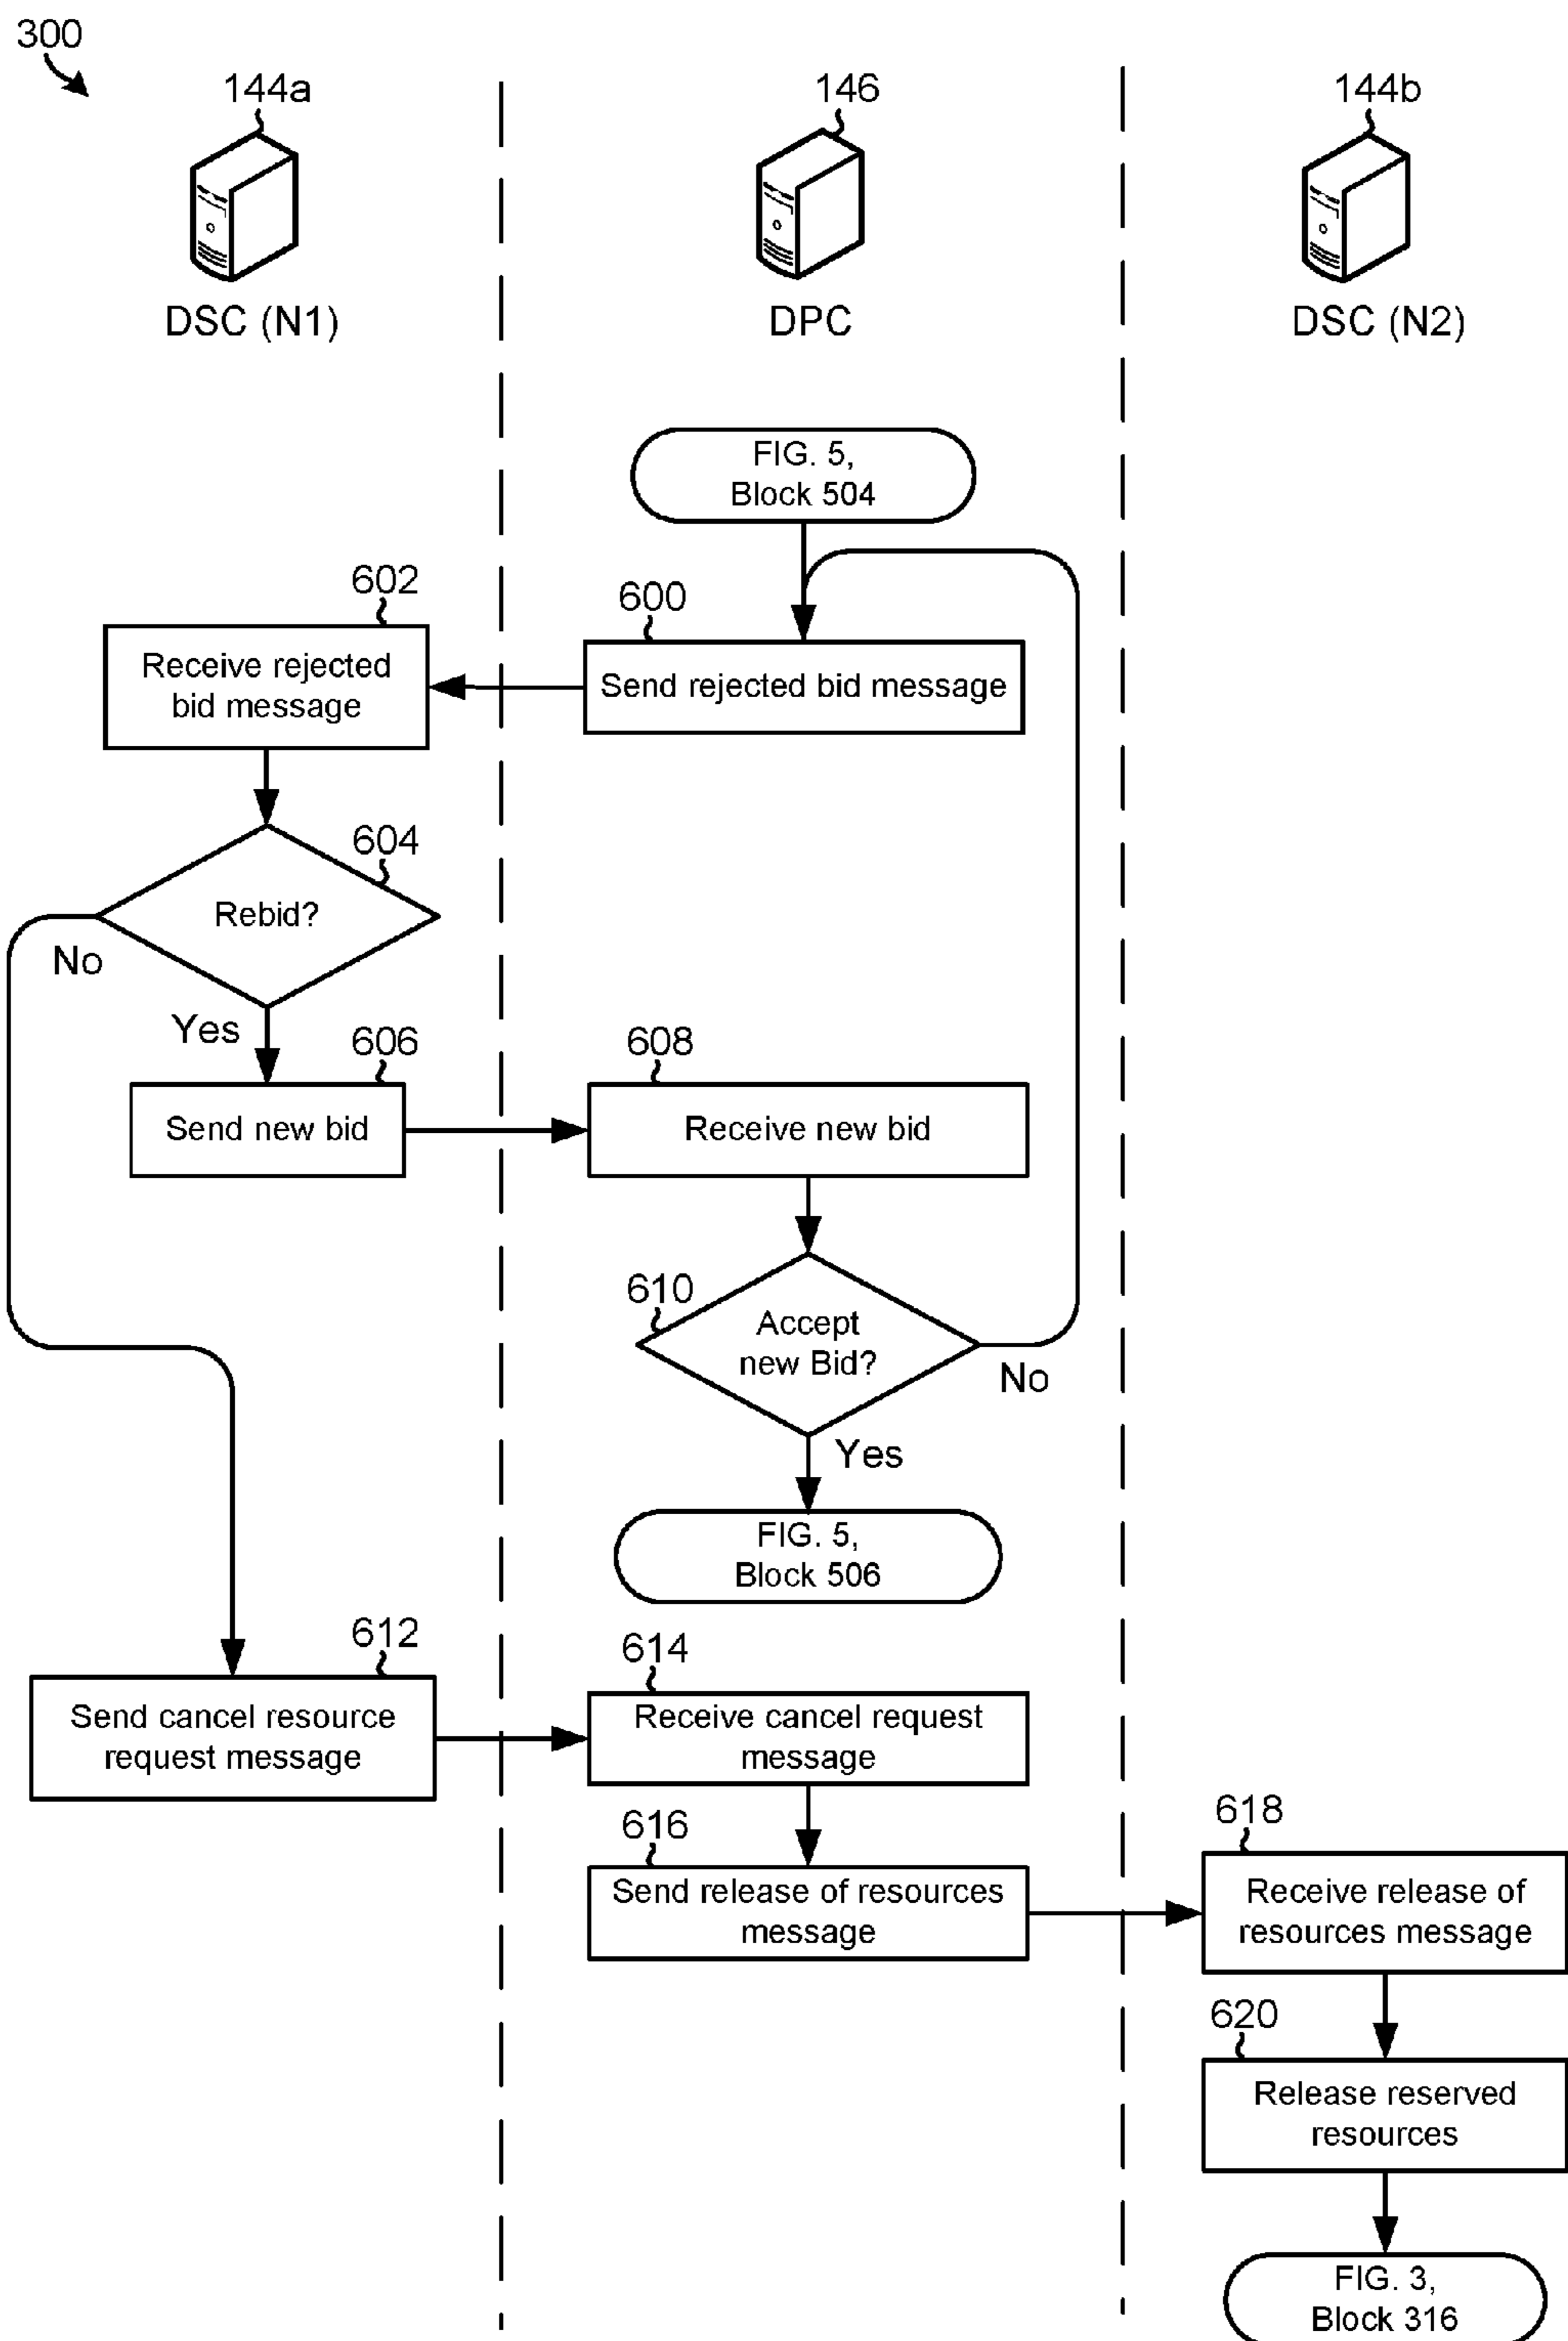 300
144a
146
144b
DSC (N1)
DPC
DSC (N2)
FIG. 5,
Block 504
602
600
Receive rejected
bid message
Send rejected bid message
604
Rebid?
No
Yes
606
608
Send new bid
Receive new bid
610
Accept
new Bid?
No
Yes
FIG. 5,
Block 506
612
614
Send cancel resource
request message
Receive cancel request
message
616
618
Send release of resources
message
Receive release of
resources message
620
Release reserved
resources
FIG. 3,
Block 316